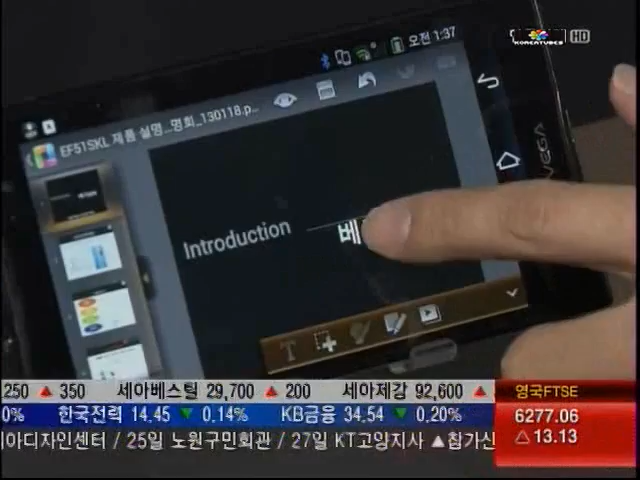 오전 1:37
KOREATUBES HD
EF51SKL 제품 설명...명회_130118.p...
VEGA
Introduction
베
T
250 ▲ 350 세아베스틸 29,700 ▲ 200 세아제강 92,600 ▲
0% 한국전력 14.45 ▼ 0.14% KB금융 34.54 ▼ 0.20%
아디자인센터 / 25일 노원구민회관 / 27일 KT고양지사 ▲참가신
영국FTSE
6277.06
△ 13.13